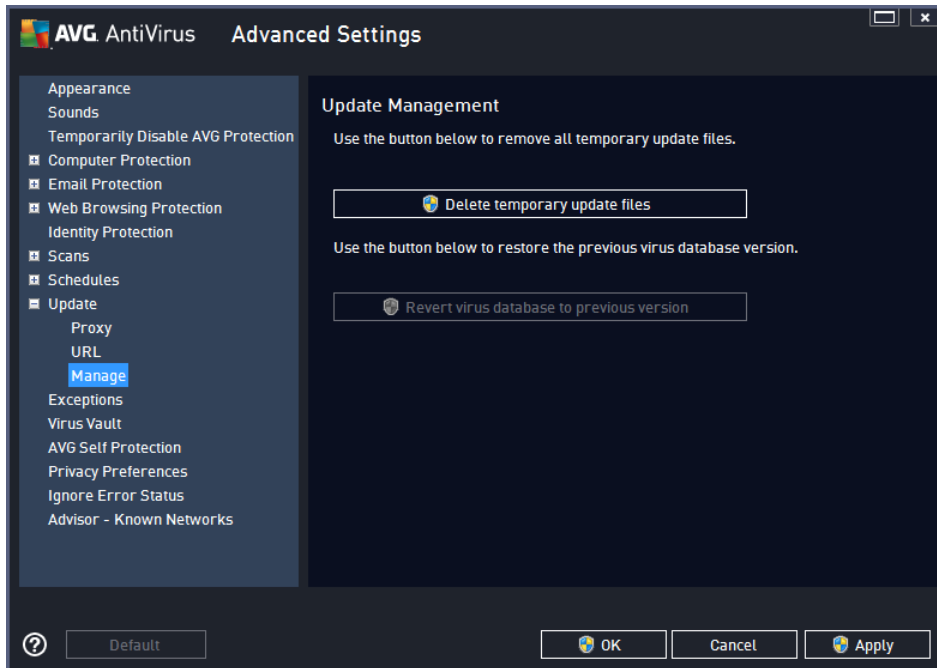 AVG AntiVirus Advanced Settings
Appearance
Sounds
Temporarily Disable AVG Protection
Computer Protection
Email Protection
Web Browsing Protection
Identity Protection
Scans
Schedules
Update
Proxy
URL
Manage
Exceptions
Virus Vault
AVG Self Protection
Privacy Preferences
Ignore Error Status
Advisor - Known Networks
Update Management
Use the button below to remove all temporary update files.
Delete temporary update files
Use the button below to restore the previous virus database version.
Revert virus database to previous version
? Default OK Cancel Apply